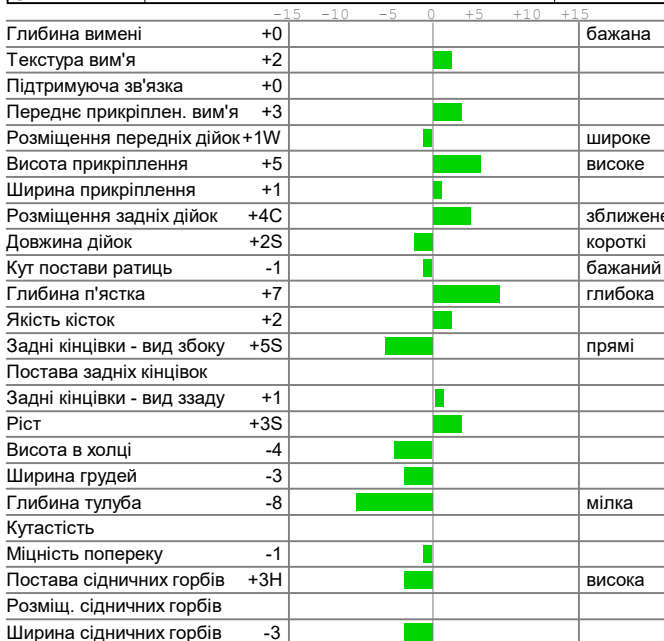 -15 -10 -5 0 +5 +10 +15
Глибина вимені +0 бажана
Текстура вим'я +2
Підтримуюча зв'язка +0
Переднє прикріплен. вим'я +3
Розміщення передніх дійок +1W широке
Висота прикріплення +5 високе
Ширина прикріплення +1
Розміщення задніх дійок +4C зближене
Довжина дійок +2S короткі
Кут постави ратиць -1 бажаний
Глибина п'ястка +7 глибока
Якість кісток +2
Задні кінцівки - вид збоку +5S прямі
Постава задніх кінцівок
Задні кінцівки - вид ззаду +1
Ріст +3S
Висота в холці -4
Ширина грудей -3
Глибина тулуба -8 мілка
Кутастість
Міцність попереку -1
Постава сідничних горбів +3H висока
Розміщ. сідничних горбів
Ширина сідничних горбів -3